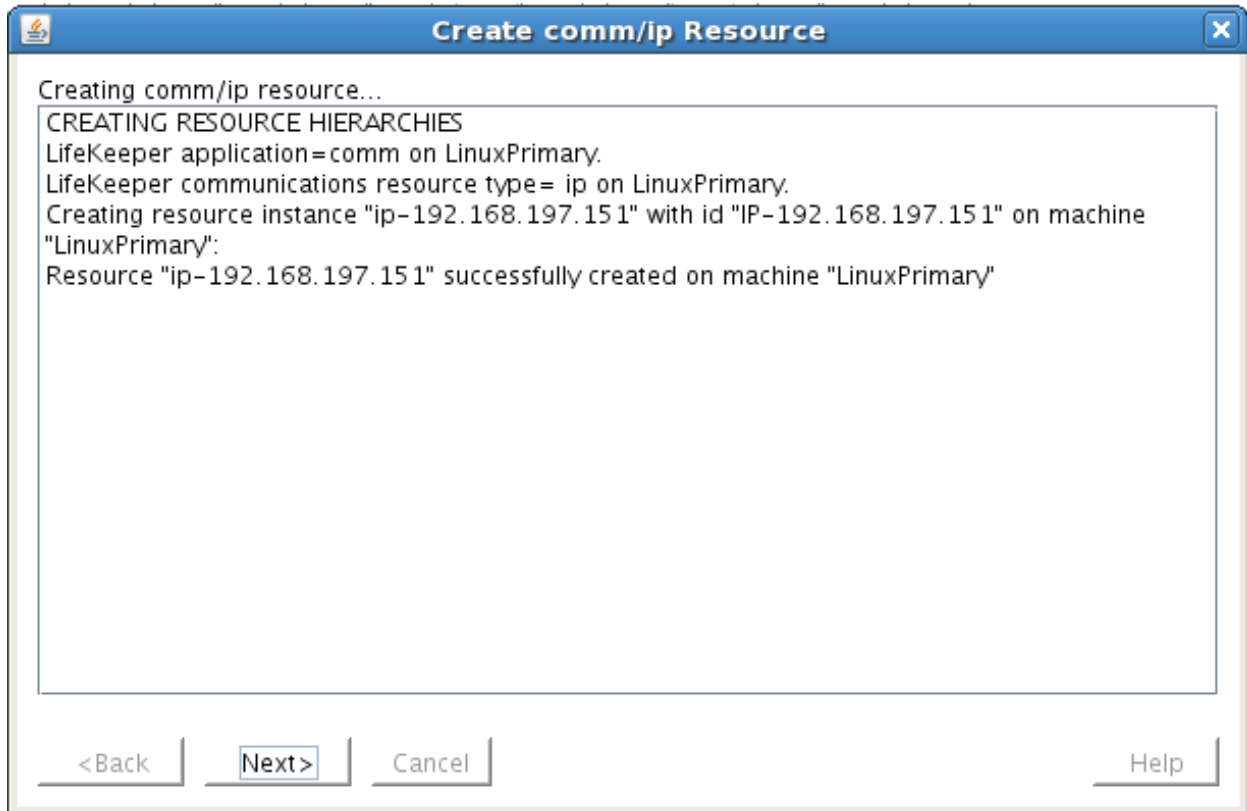 Create comm/ip Resource
Creating comm/ip resource...
CREATING RESOURCE HIERARCHIES
LifeKeeper application=comm on LinuxPrimary.
LifeKeeper communications resource type= ip on LinuxPrimary.
Creating resource instance "ip-192.168.197.151" with id "IP-192.168.197.151" on machine
"LinuxPrimary":
Resource "ip-192.168.197.151" successfully created on machine "LinuxPrimary"
<Back Next> Cancel Help